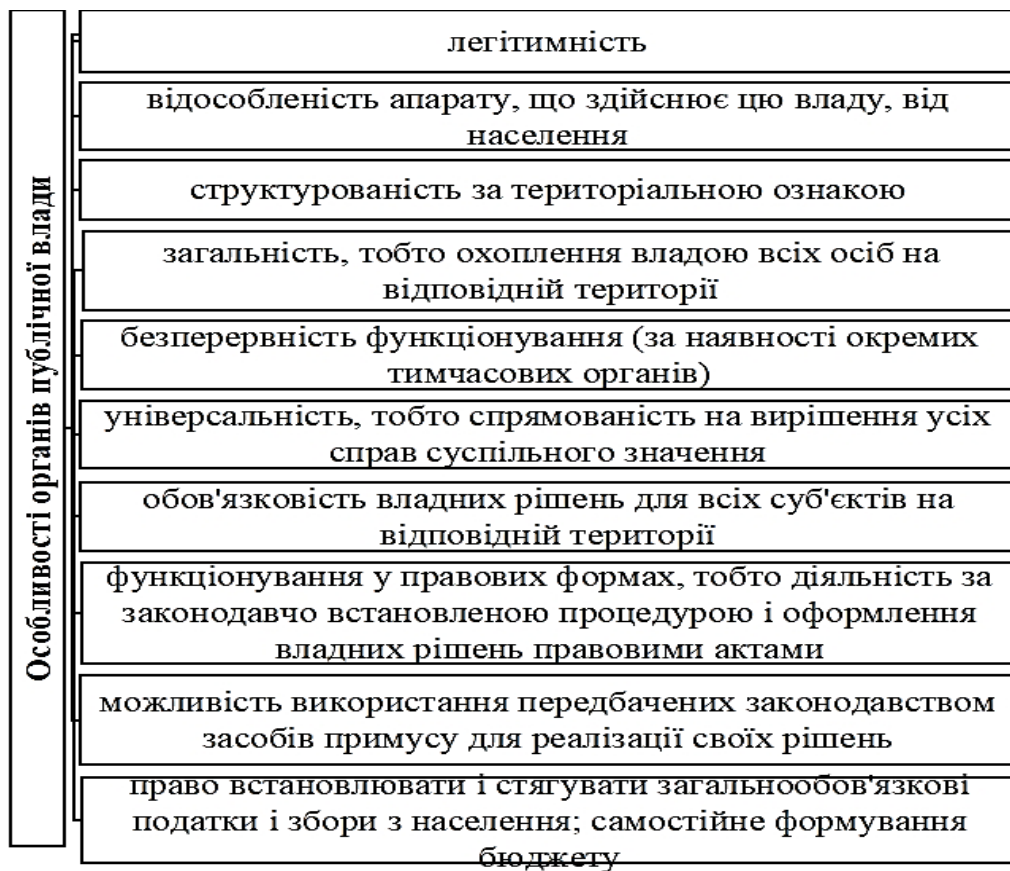 Особливості органів публічної влади
легітимність
відособленість апарату, що здійснює цю владу, від
населення
структурованість за територіальною ознакою
загальність, тобто охоплення владою всіх осіб на
відповідній території
безперервність функціонування (за наявності окремих
тимчасових органів)
універсальність, тобто спрямованість на вирішення усіх
справ суспільного значення
обов'язковість владних рішень для всіх суб'єктів на
відповідній території
функціонування у правових формах, тобто діяльність за
законодавчо встановленою процедурою і оформлення
владних рішень правовими актами
можливість використання передбачених законодавством
засобів примусу для реалізації своїх рішень
право встановлювати і стягувати загальнообов'язкові
податки і збори з населення; самостійне формування
бюджету